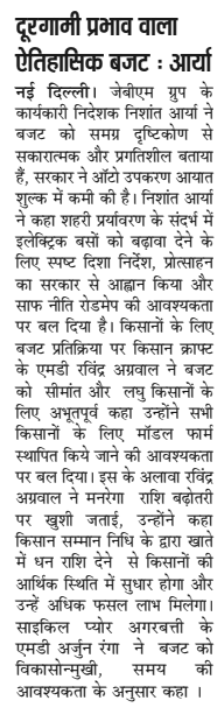 दूरगामी प्रभाव वाला
ऐतिहासिक बजट : आर्या
नई दिल्ली। जेबीएम ग्रुप के
कार्यकारी निदेशक निशांत आर्या ने
बजट को समग्र दृष्टिकोण से
सकारात्मक और प्रगतिशील बताया
हैं, सरकार ने ऑटो उपकरण आयात
शुल्क में कमी की है। निशांत आर्या
ने कहा शहरी प्रर्यावरण के संदर्भ में
इलेक्ट्रिक बसों को बढ़ावा देने के
लिए स्पष्ट दिशा निर्देश, प्रोत्साहन
का सरकार से आह्वान किया और
साफ नीति रोडमेप की आवश्यकता
पर बल दिया है। किसानों के लिए
बजट प्रतिक्रिया पर किसान क्राफ्ट
के एमडी रविंद्र अग्रवाल ने बजट
को सीमांत और लघु किसानों के
लिए अभूतपूर्व कहा उन्होंने सभी
किसानों के लिए मॉडल फार्म
स्थापित किये जाने की आवश्यकता
पर बल दिया। इस के अलावा रविंद्र
अग्रवाल ने मनरेगा राशि बढ़ोतरी
पर खुशी जताई, उन्होंने कहा
किसान सम्मान निधि के द्वारा खाते
में धन राशि देने से किसानों की
आर्थिक स्थिति में सुधार होगा और
उन्हें अधिक फसल लाभ मिलेगा।
साइकिल प्योर अगरबत्ती के
एमडी अर्जुन रंगा ने बजट को
विकासोन्मुखी, समय की
आवश्यकता के अनुसार कहा ।